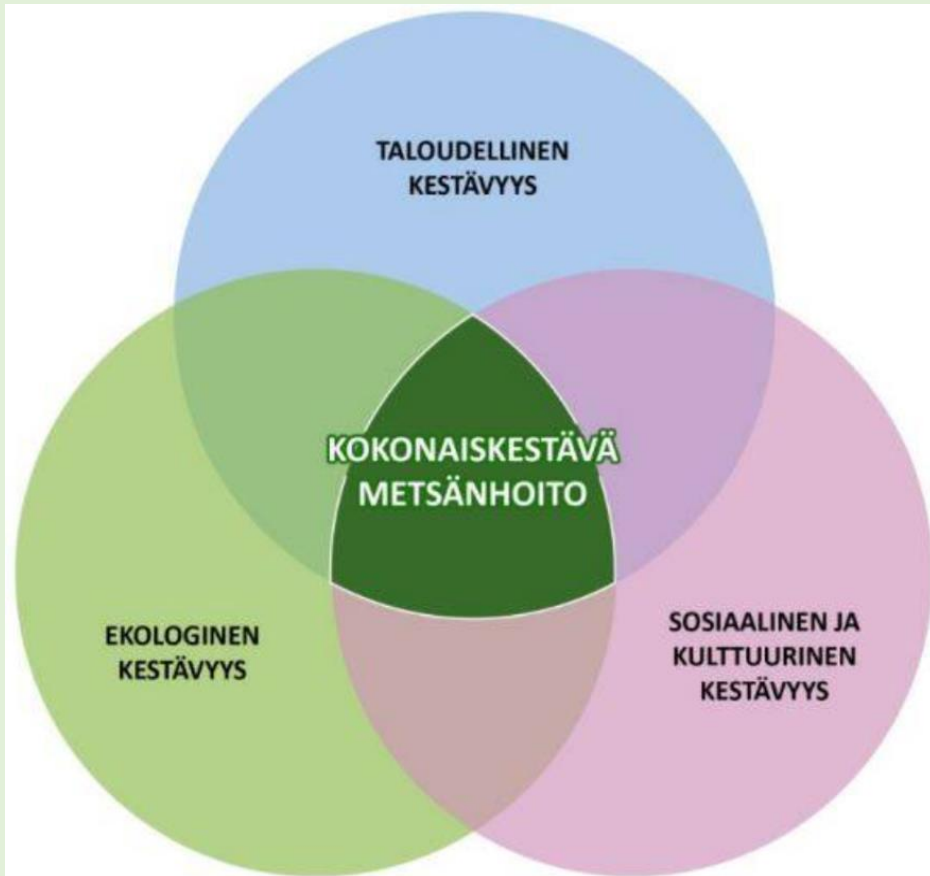 TALOUDELLINEN
KESTÄVYYS
KOKONAISKESTÄVÄ
METSÄNHOITO
EKOLOGINEN
KESTÄVYYS
SOSIAALINEN JA
KULTTUURINEN
KESTÄVYYS